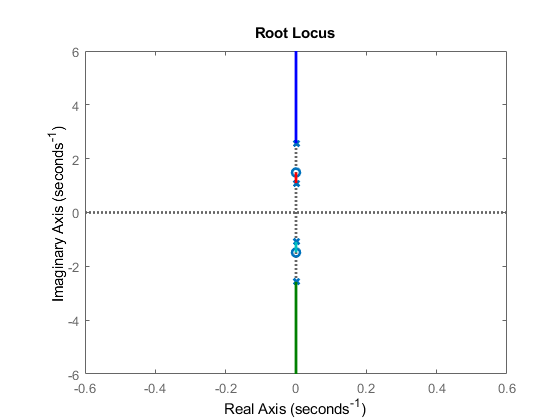 Root Locus
Imaginary Axis (seconds⁻¹)
6
4
2
0
-2
-4
-6
-0.6 -0.4 -0.2 0 0.2 0.4 0.6
Real Axis (seconds⁻¹)